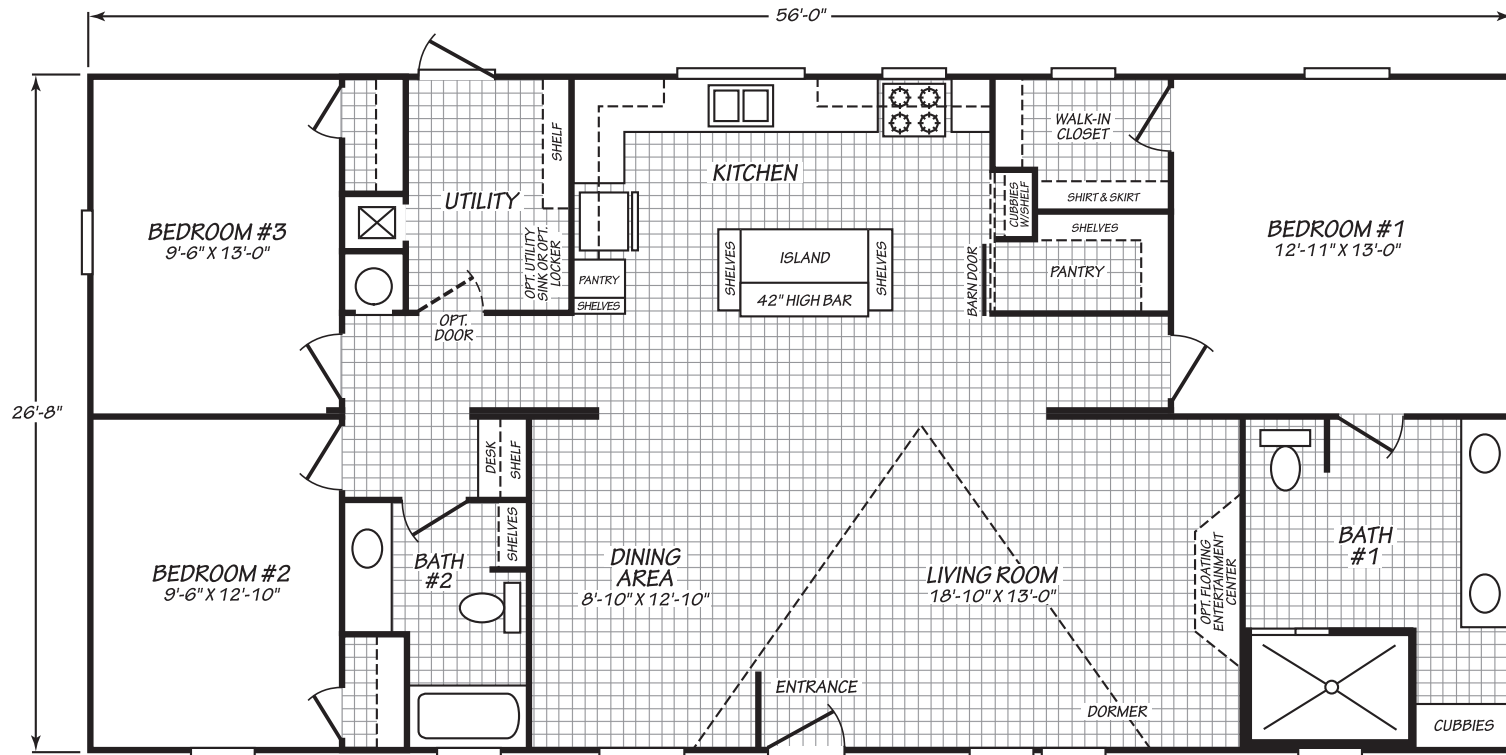 56'-0"
26'-8"
BEDROOM #3
9'-6" X 13'-0"
UTILITY
SHELF
OPT. UTILITY
SINK OR OPT.
LOCKER
OPT.
DOOR
KITCHEN
PANTRY
SHELVES
SHELVES
ISLAND
42" HIGH BAR
SHELVES
WALK-IN
CLOSET
SHIRT & SKIRT
CUBBIES
W/SHELF
SHELVES
PANTRY
BARN DOOR
BEDROOM #1
12'-11" X 13'-0"
DESK
SHELF
SHELVES
BATH
#2
BEDROOM #2
9'-6" X 12'-10"
DINING
AREA
8'-10" X 12'-10"
LIVING ROOM
18'-10" X 13'-0"
OPT. FLOATING
ENTERTAINMENT
CENTER
BATH
#1
ENTRANCE
DORMER
CUBBIES